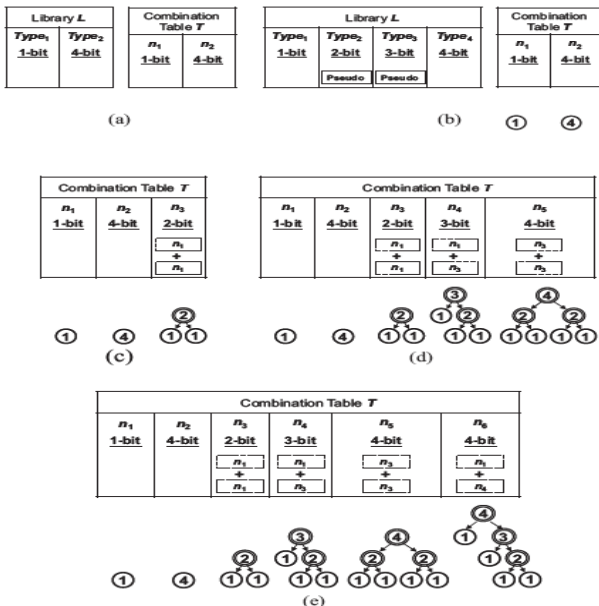 Library L
Type1 Type2
1-bit 4-bit
Combination
Table T
n1 n2
1-bit 4-bit
(a)
Library L
Type1 Type2 Type3 Type4
1-bit 2-bit 3-bit 4-bit
Pseudo Pseudo
Combination
Table T
n1 n2
1-bit 4-bit
(b)
1 4
Combination Table T
n1 n2 n3
1-bit 4-bit 2-bit
n1
+
n1
2
1 4 1 1
(c)
Combination Table T
n1 n2 n3 n4 n5
1-bit 4-bit 2-bit 3-bit 4-bit
n1 n1 n3
+ + +
n1 n3 n3
3 4
2 1 2 2 2
1 4 1 1 1 1 1 1 1 1
(d)
Combination Table T
n1 n2 n3 n4 n5 n6
1-bit 4-bit 2-bit 3-bit 4-bit 4-bit
n1 n1 n3 n1
+ + + +
n1 n3 n3 n4
4
3 4 1 3
2 1 2 2 2 1 2
1 4 1 1 1 1 1 1 1 1 1 1
(e)